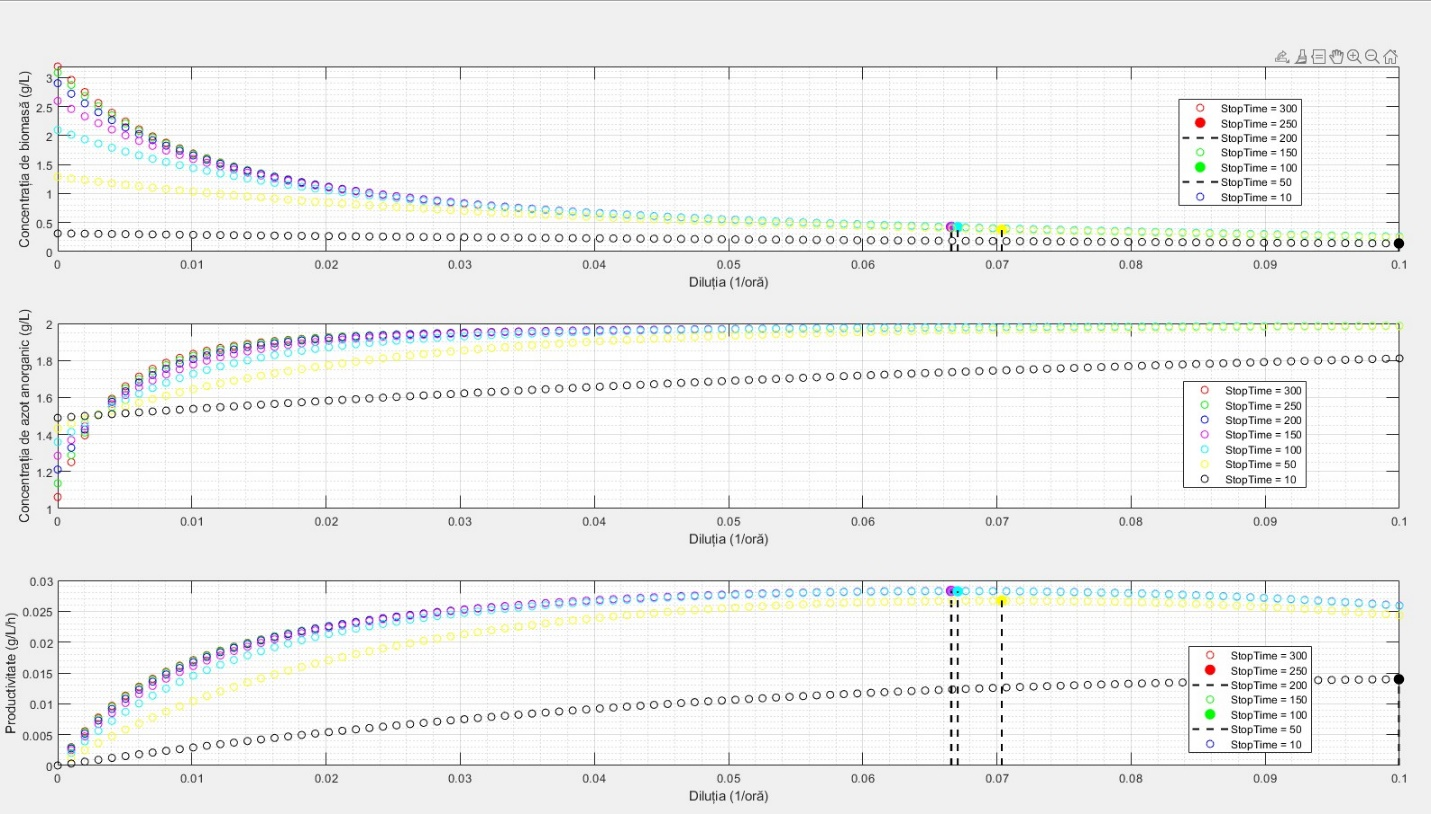 Concentrația de biomasă (g/L)
3
2.5
2
1.5
1
0.5
0
0 0.01 0.02 0.03 0.04 0.05 0.06 0.07 0.08 0.09 0.1
Diluția (1/oră)
StopTime = 300
StopTime = 250
StopTime = 200
StopTime = 150
StopTime = 100
StopTime = 50
StopTime = 10
Concentrația de azot anorganic (g/L)
2
1.8
1.6
1.4
1.2
1
0 0.01 0.02 0.03 0.04 0.05 0.06 0.07 0.08 0.09 0.1
Diluția (1/oră)
StopTime = 300
StopTime = 250
StopTime = 200
StopTime = 150
StopTime = 100
StopTime = 50
StopTime = 10
Productivitate (g/L/h)
0.03
0.025
0.02
0.015
0.01
0.005
0
0 0.01 0.02 0.03 0.04 0.05 0.06 0.07 0.08 0.09 0.1
Diluția (1/oră)
StopTime = 300
StopTime = 250
StopTime = 200
StopTime = 150
StopTime = 100
StopTime = 50
StopTime = 10